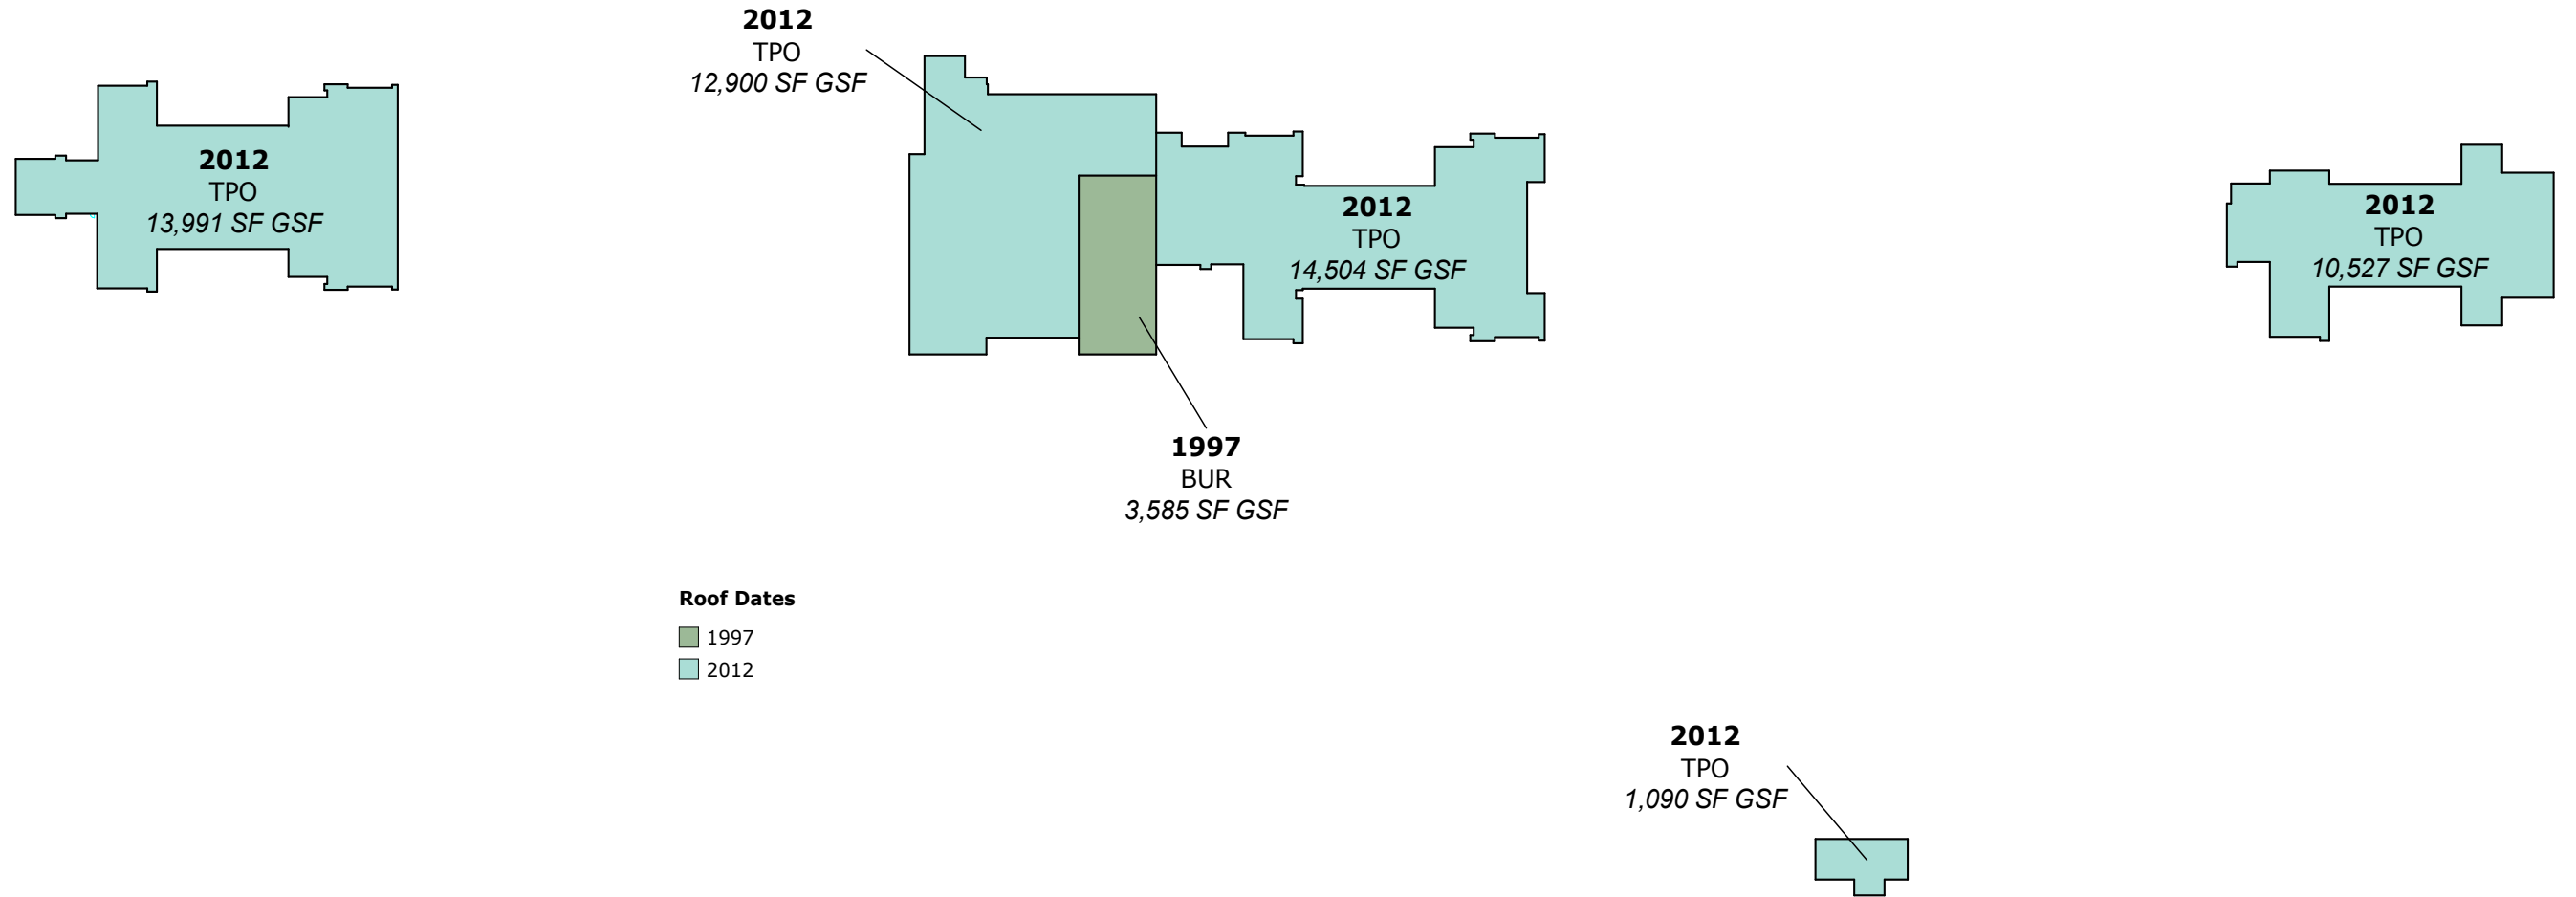 2012
TPO
12,900 SF GSF
2012
TPO
13,991 SF GSF
2012
TPO
14,504 SF GSF
2012
TPO
10,527 SF GSF
1997
BUR
3,585 SF GSF
Roof Dates
1997
2012
2012
TPO
1,090 SF GSF